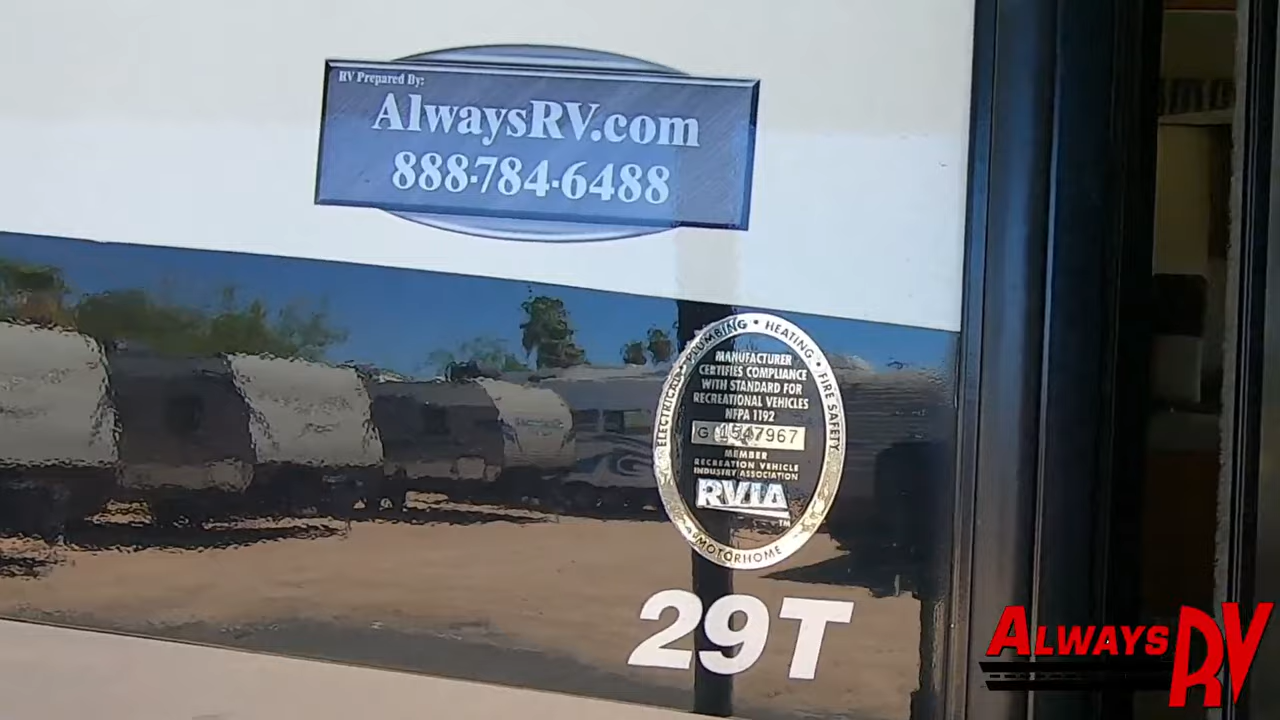 RV Prepared By:
AlwaysRV.com
888·784·6488
ELECTRICAL • PLUMBING • HEATING • FIRE SAFETY
MANUFACTURER
CERTIFIES COMPLIANCE
WITH STANDARD FOR
RECREATIONAL VEHICLES
NFPA 1192
G 1547967
MEMBER
RECREATION VEHICLE
INDUSTRY ASSOCIATION
RVIA
TM
MOTORHOME
29T
ALWAYS RV